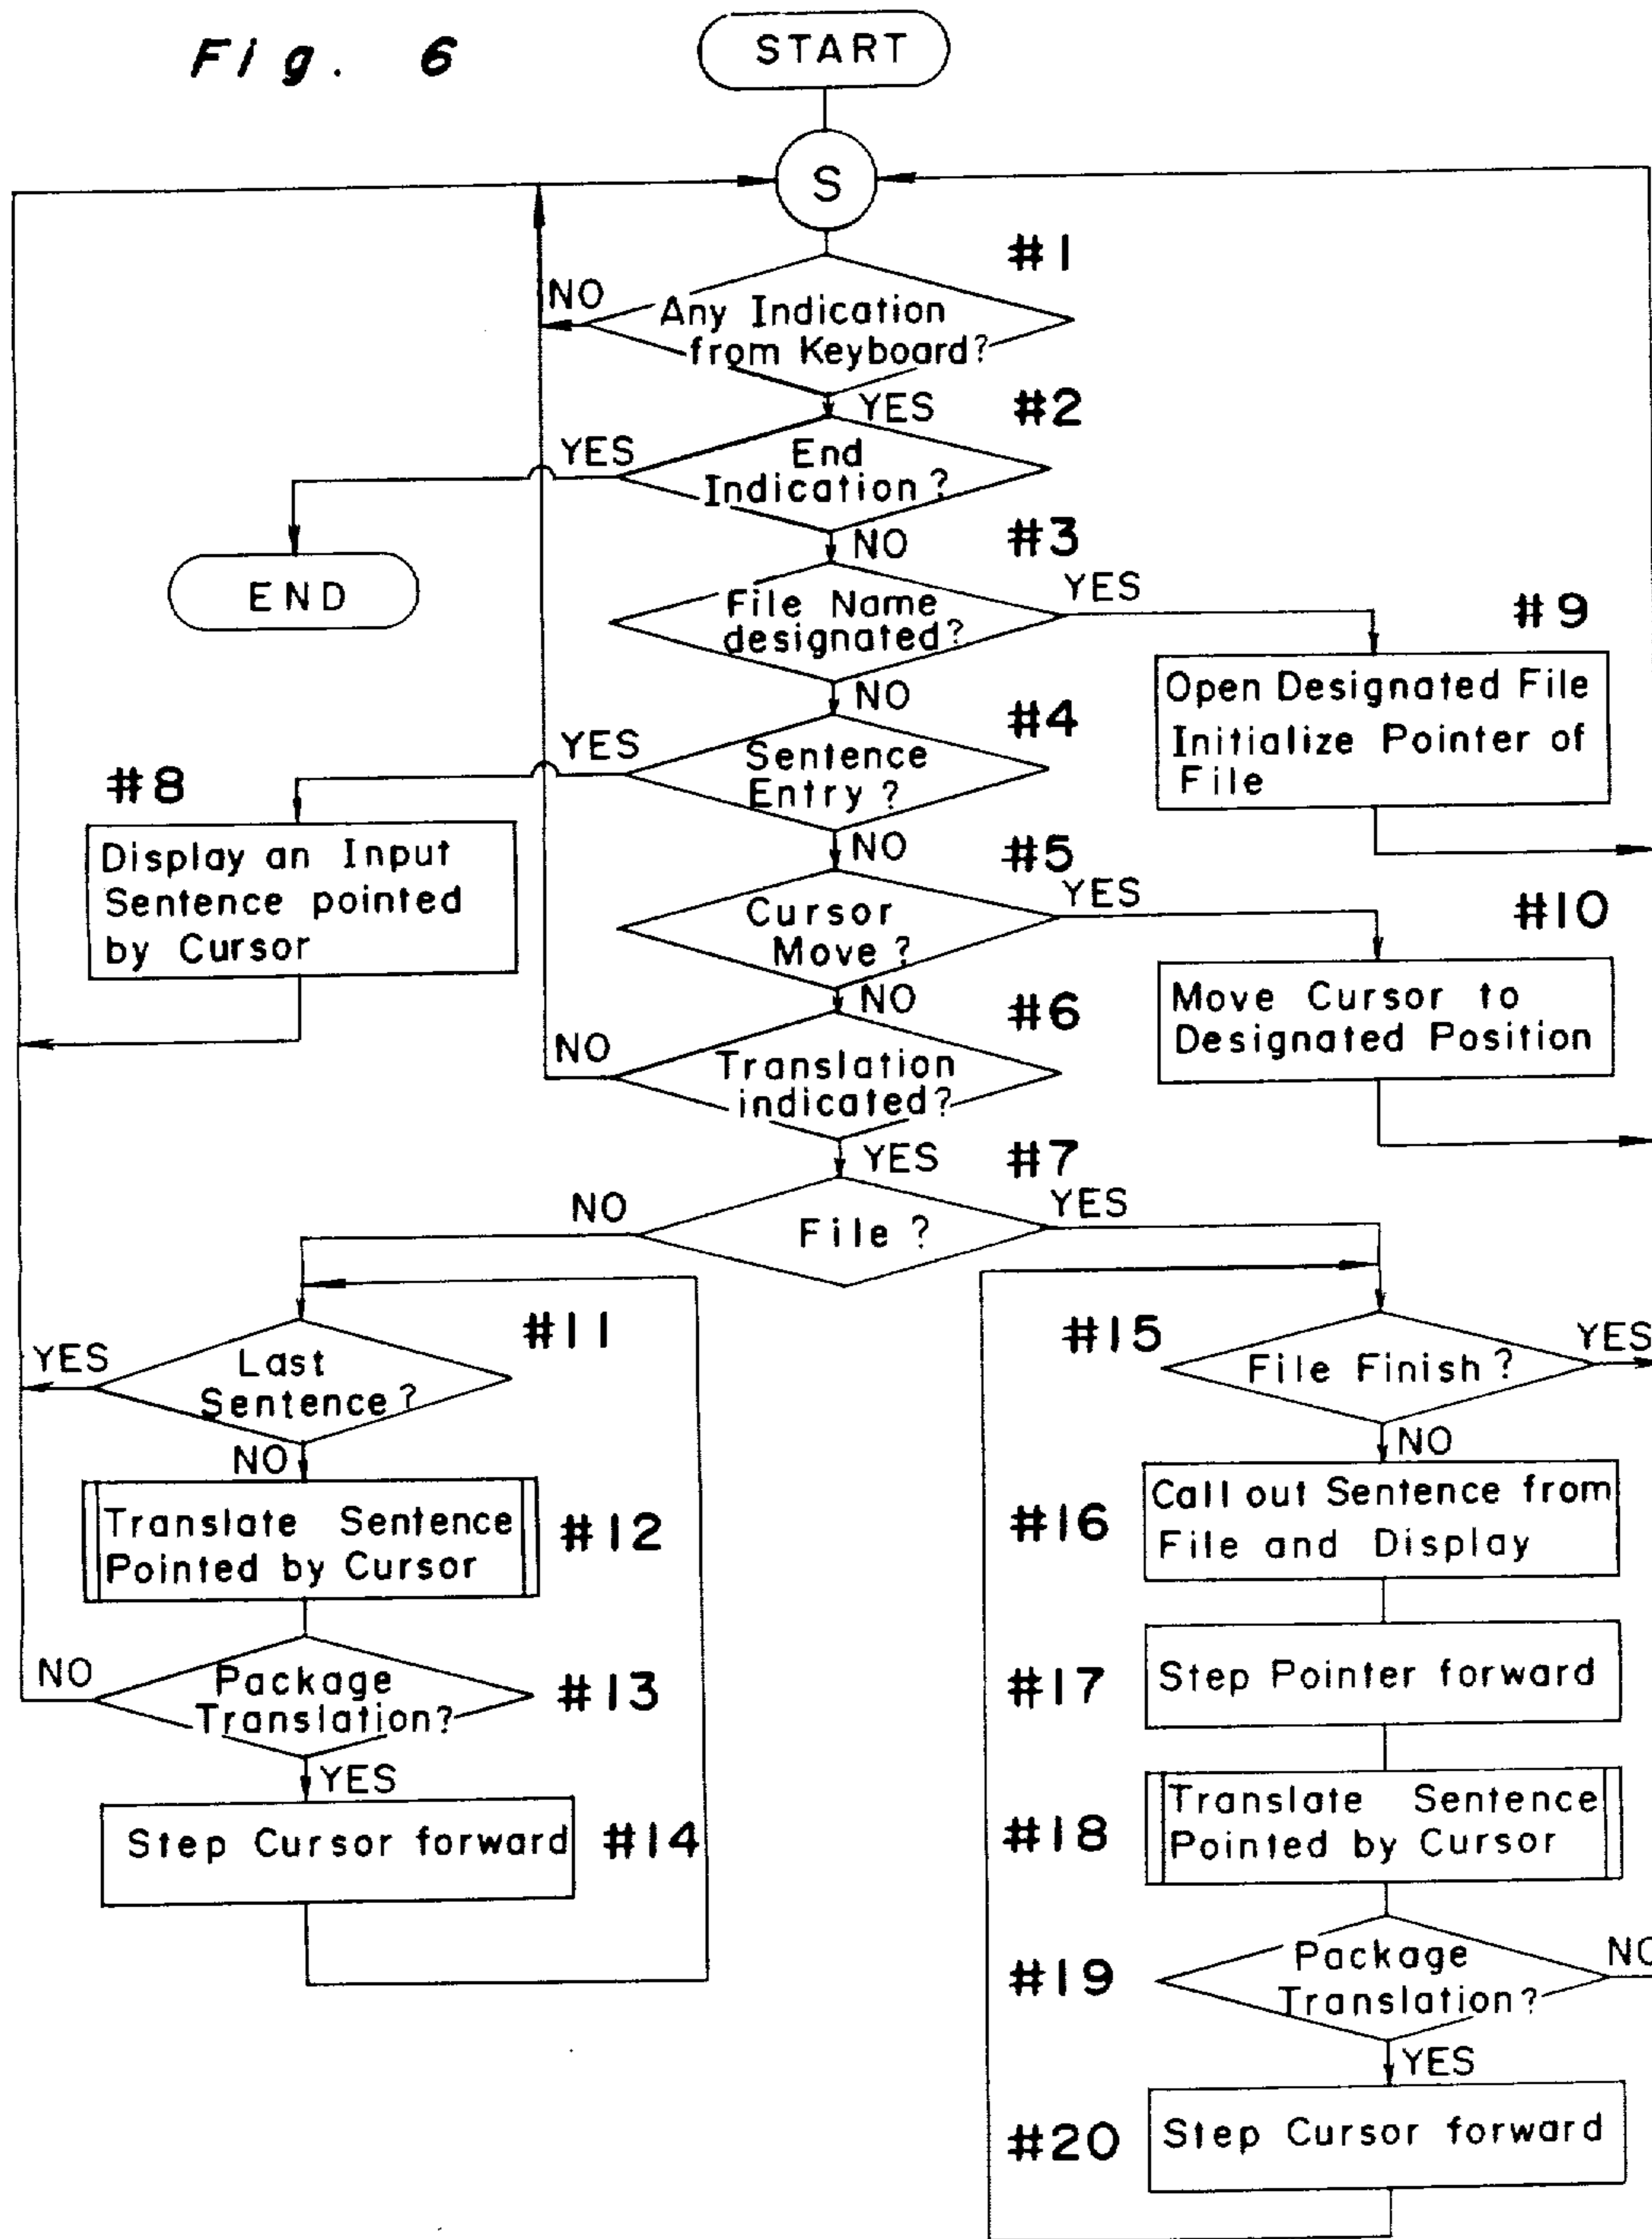 Fig. 6
START
S
#1
NO
Any Indication
from Keyboard?
YES
#2
YES
End
Indication?
NO
#3
END
File Name
designated?
YES
#9
Open Designated File
Initialize Pointer of
File
NO
#4
YES
Sentence
Entry?
#8
Display an Input
Sentence pointed
by Cursor
NO
#5
Cursor
Move?
YES
#10
Move Cursor to
Designated Position
NO
#6
NO
Translation
indicated?
YES
#7
NO
File?
YES
#11
YES
Last
Sentence?
NO
Translate Sentence
Pointed by Cursor
#12
NO
Package
Translation?
#13
YES
Step Cursor forward
#14
#15
File Finish?
YES
NO
#16
Call out Sentence from
File and Display
#17
Step Pointer forward
#18
Translate Sentence
Pointed by Cursor
#19
Package
Translation?
NO
YES
#20
Step Cursor forward